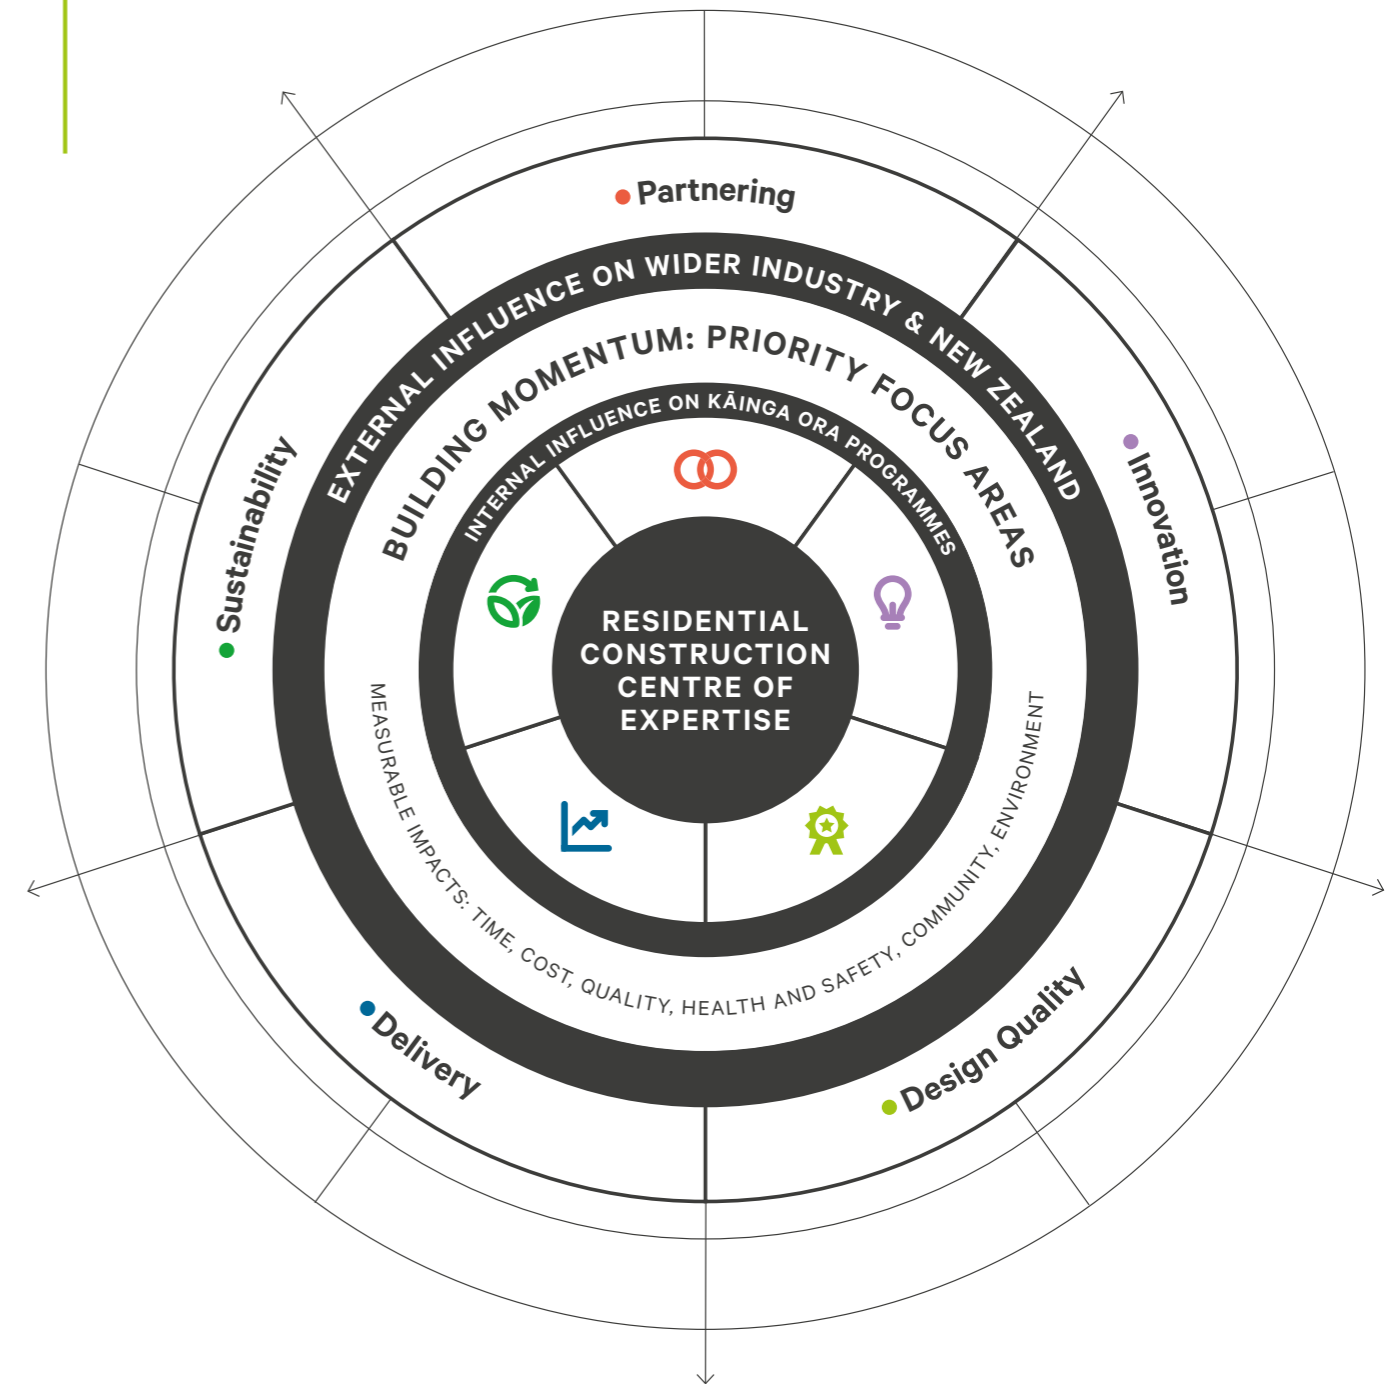 Partnering
EXTERNAL INFLUENCE ON WIDER INDUSTRY & NEW ZEALAND
BUILDING MOMENTUM: PRIORITY FOCUS AREAS
INTERNAL INFLUENCE ON KĀINGA ORA PROGRAMMES
Sustainability
Innovation
RESIDENTIAL
CONSTRUCTION
CENTRE OF
EXPERTISE
MEASURABLE IMPACTS: TIME, COST, QUALITY, HEALTH AND SAFETY, COMMUNITY, ENVIRONMENT
Delivery
Design Quality